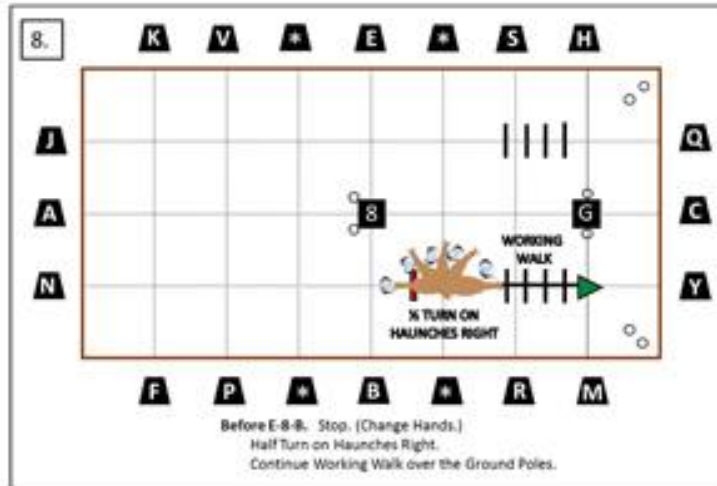 8.
K V * E * S H
J Q
A 8 G C
WORKING
WALK
N Y
½ TURN ON
HAUNCHES RIGHT
F P * B * R M
Before E-8-B. Stop. (Change Hands.)
Half Turn on Haunches Right.
Continue Working Walk over the Ground Poles.